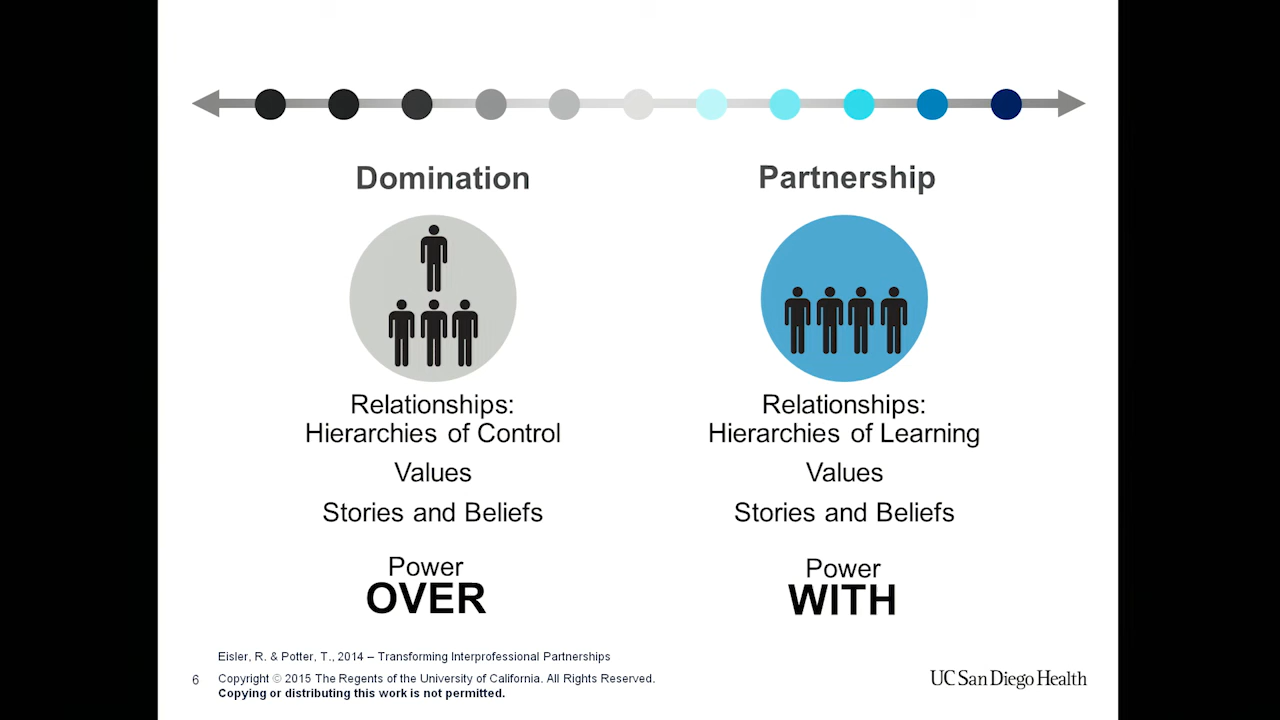 Domination
Partnership
Relationships:
Hierarchies of Control
Values
Stories and Beliefs
Power
OVER
Relationships:
Hierarchies of Learning
Values
Stories and Beliefs
Power
WITH
Eisler, R. & Potter, T., 2014 – Transforming Interprofessional Partnerships
6
Copyright © 2015 The Regents of the University of California. All Rights Reserved.
Copying or distributing this work is not permitted.
UC San Diego Health